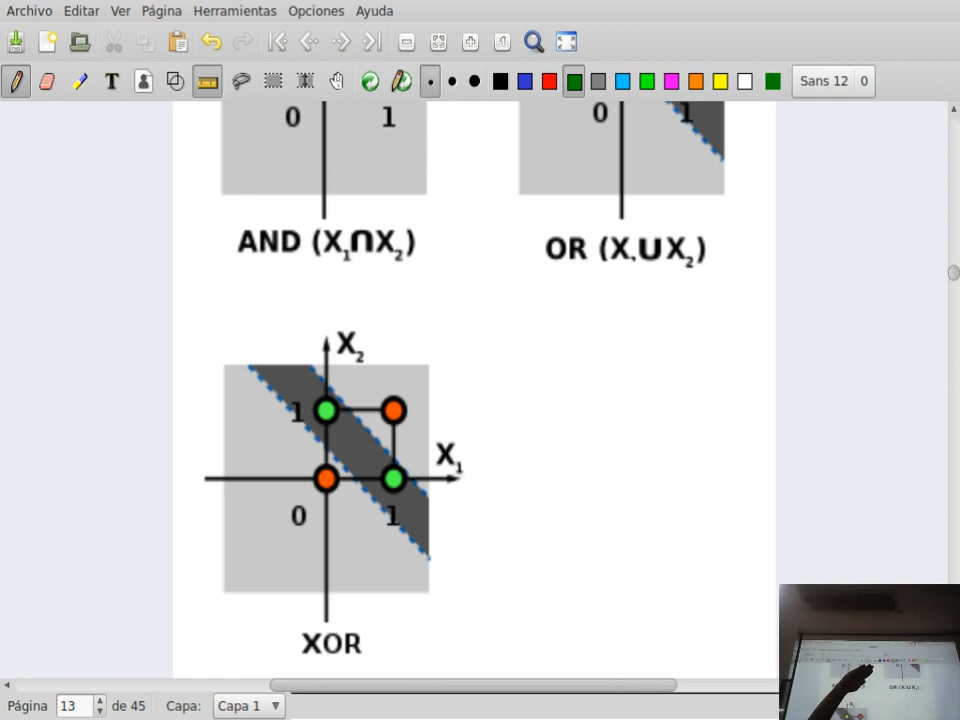 Archivo Editar Ver Página Herramientas Opciones Ayuda
T Sans 12 0
0 1 0 1
AND (X₁∩X₂) OR (X₁∪X₂)
X₂
1
X₁
0 1
XOR
Página 13 de 45 Capa: Capa 1